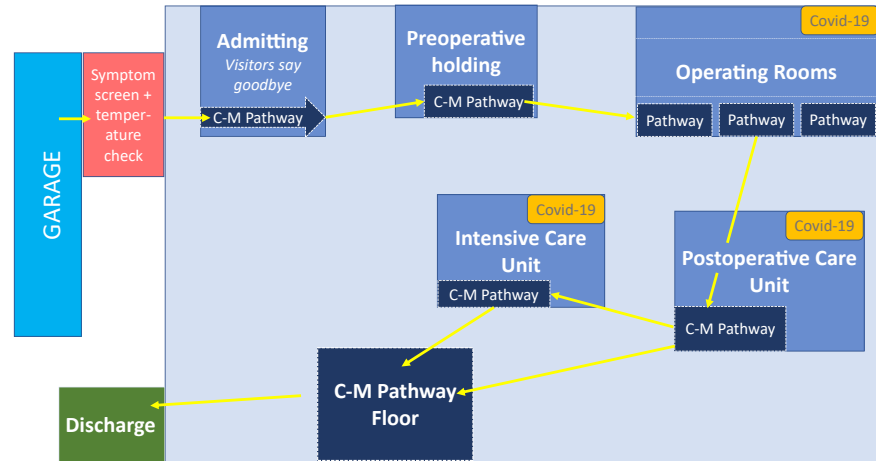 GARAGE
Symptom
screen +
temper-
ature
check
Admitting
Visitors say
goodbye
C-M Pathway
Preoperative
holding
C-M Pathway
Covid-19
Operating Rooms
Pathway
Pathway
Pathway
Covid-19
Intensive Care
Unit
C-M Pathway
Covid-19
Postoperative Care
Unit
C-M Pathway
C-M Pathway
Floor
Discharge